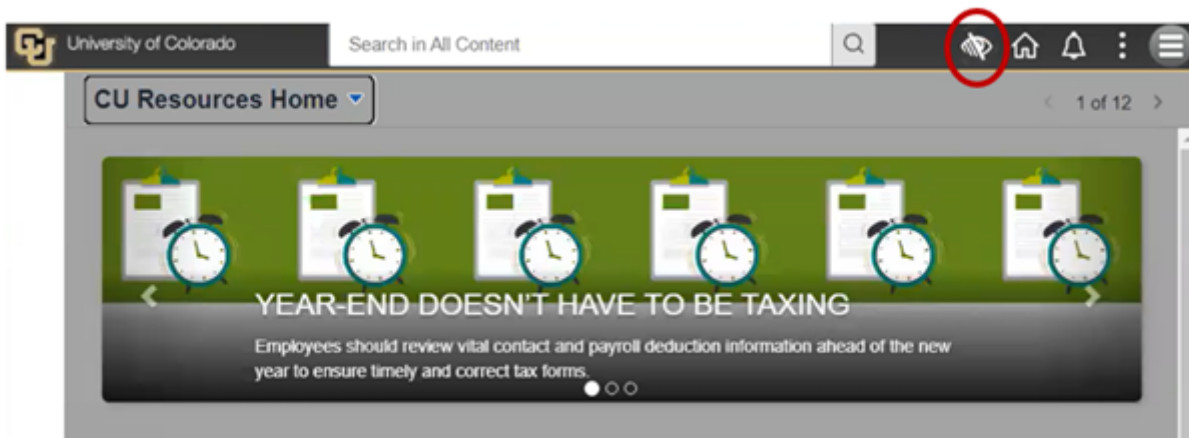 CU University of Colorado
Search in All Content
CU Resources Home
1 of 12
YEAR-END DOESN'T HAVE TO BE TAXING
Employees should review vital contact and payroll deduction information ahead of the new
year to ensure timely and correct tax forms.